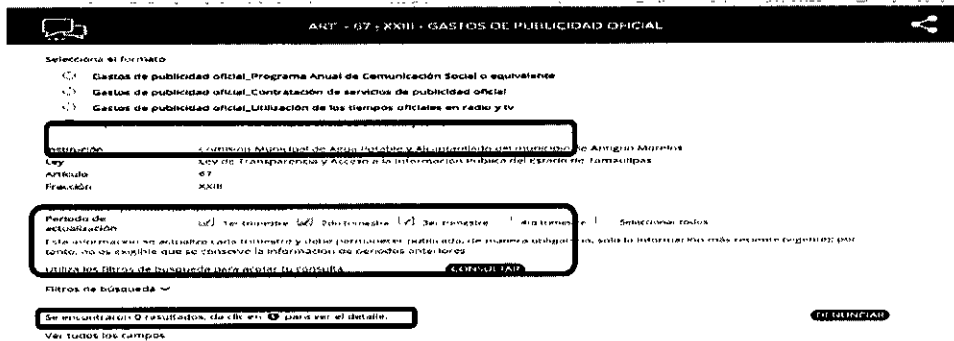 ART. - 67 - XXIII - GASTOS DE PUBLICIDAD OFICIAL
Selecciona el formato
Gastos de publicidad oficial_Programa Anual de Comunicación Social o equivalente
Gastos de publicidad oficial_Contratación de servicios de publicidad oficial
Gastos de publicidad oficial_Utilización de los tiempos oficiales en radio y tv
Institución Comisión Municipal de Agua Potable y Alcantarillado del municipio de Antiguo Morelos
Ley Ley de Transparencia y Acceso a la Información Pública del Estado de Tamaulipas
Artículo 67
Fracción XXIII
Periodo de actualización 1er trimestre 2do trimestre 3er trimestre 4to trimestre Seleccionar todos
Esta información se actualiza cada trimestre y debe permanecer publicada, de manera obligatoria, solo la información más reciente (vigente); por
tanto, no es exigible que se conserve la información de periodos anteriores
Utiliza los filtros de búsqueda para acotar tu consulta CONSULTAR
Filtros de búsqueda
Se encontraron 0 resultados, da clic en para ver el detalle. DENUNCIAR
Ver todos los campos